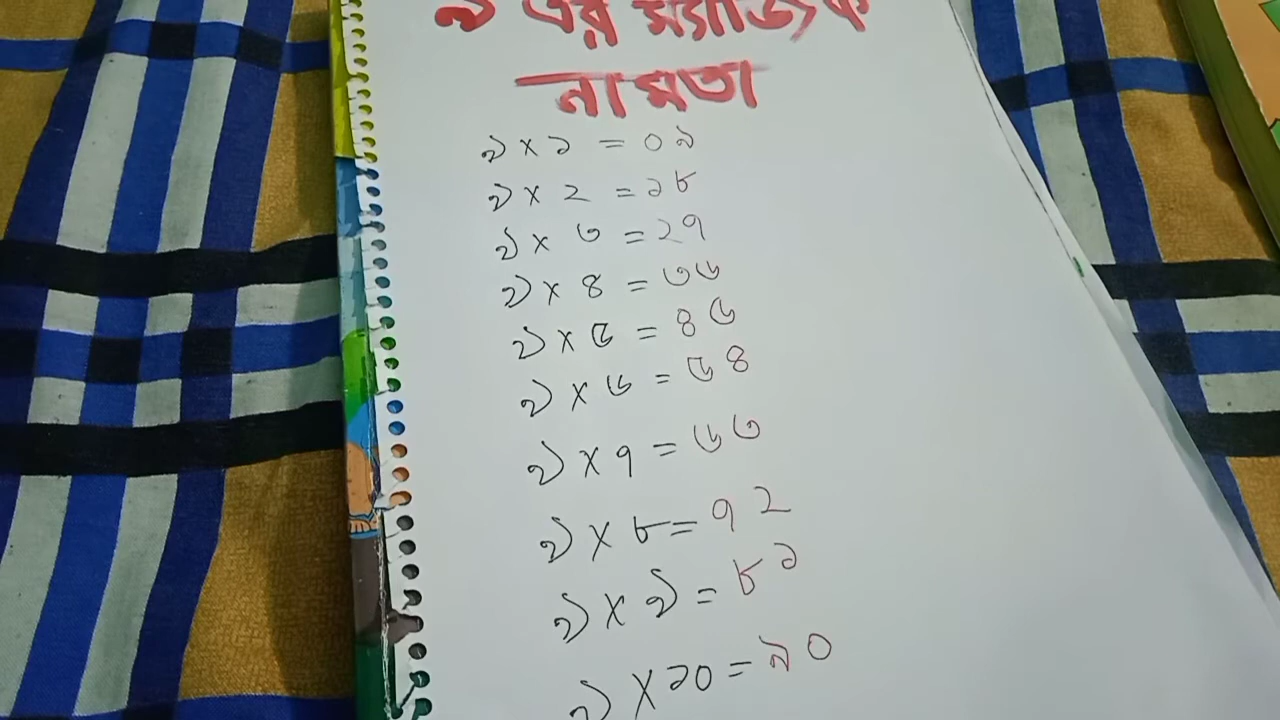 ৯ এর ম্যাজিক
নামতা
৯ × ১ = ০৯
৯ × ২ = ১৮
৯ × ৩ = ২৭
৯ × ৪ = ৩৬
৯ × ৫ = ৪৫
৯ × ৬ = ৫৪
৯ × ৭ = ৬৩
৯ × ৮ = ৭২
৯ × ৯ = ৮১
৯ × ১০ = ৯০